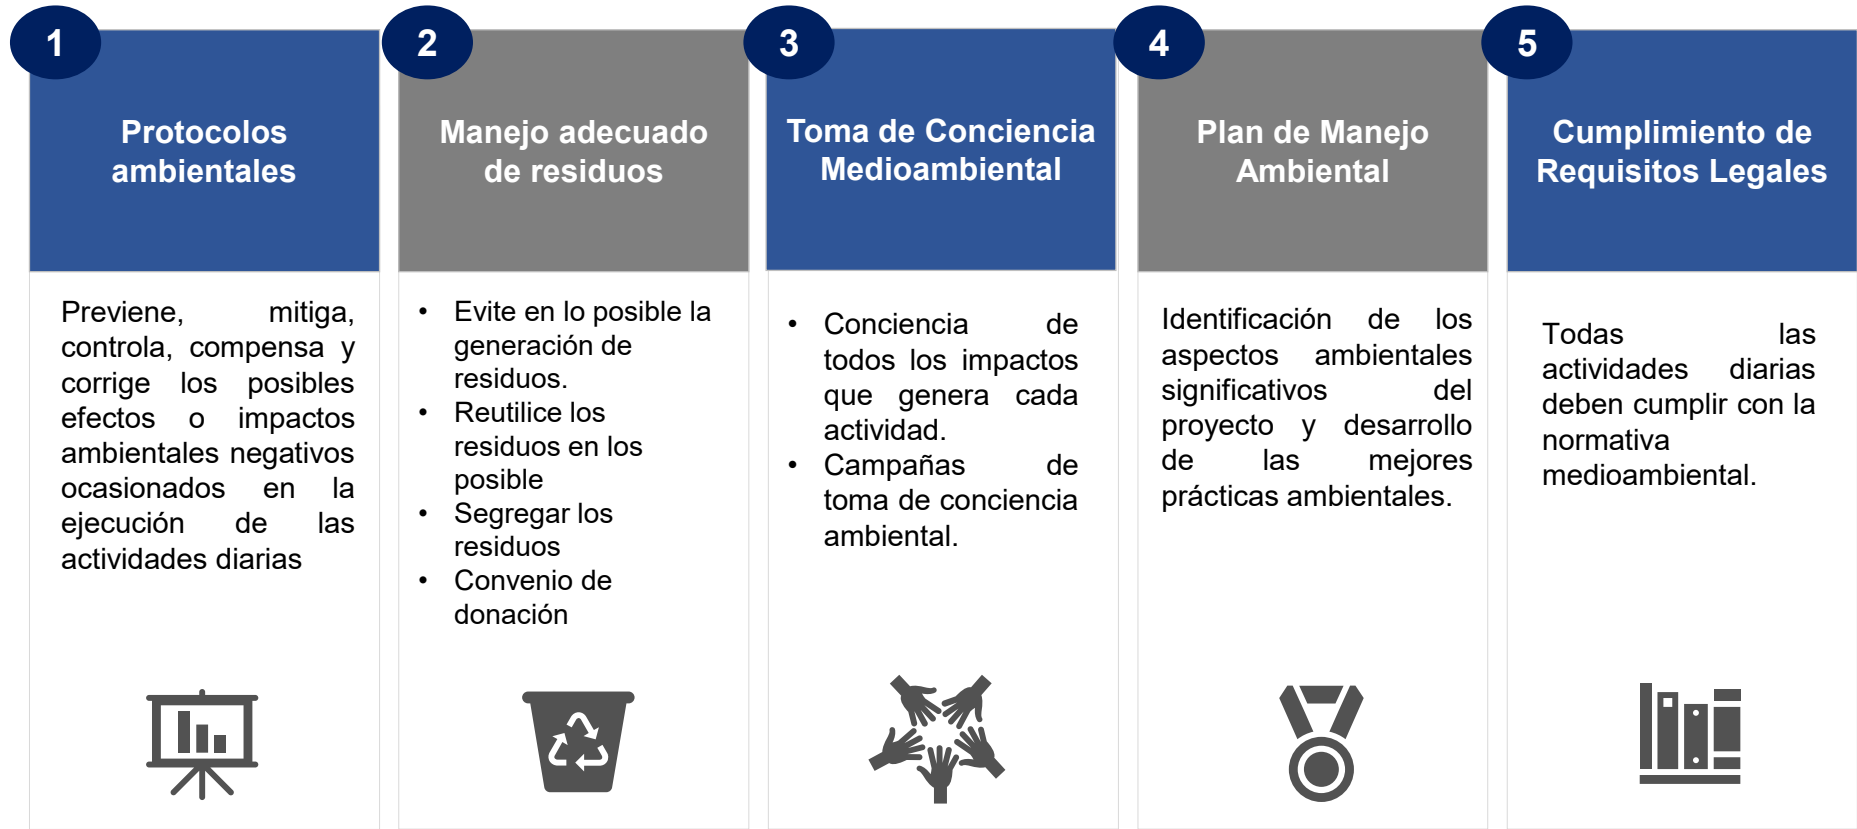 1
Protocolos
ambientales
Previene, mitiga,
controla, compensa y
corrige los posibles
efectos o impactos
ambientales negativos
ocasionados en la
ejecución de las
actividades diarias
2
Manejo adecuado
de residuos
• Evite en lo posible la
generación de
residuos.
• Reutilice los
residuos en los
posible
• Segregar los
residuos
• Convenio de
donación
3
Toma de Conciencia
Medioambiental
• Conciencia de
todos los impactos
que genera cada
actividad.
• Campañas de
toma de conciencia
ambiental.
4
Plan de Manejo
Ambiental
Identificación de los
aspectos ambientales
significativos del
proyecto y desarrollo
de las mejores
prácticas ambientales.
5
Cumplimiento de
Requisitos Legales
Todas las
actividades diarias
deben cumplir con la
normativa
medioambiental.